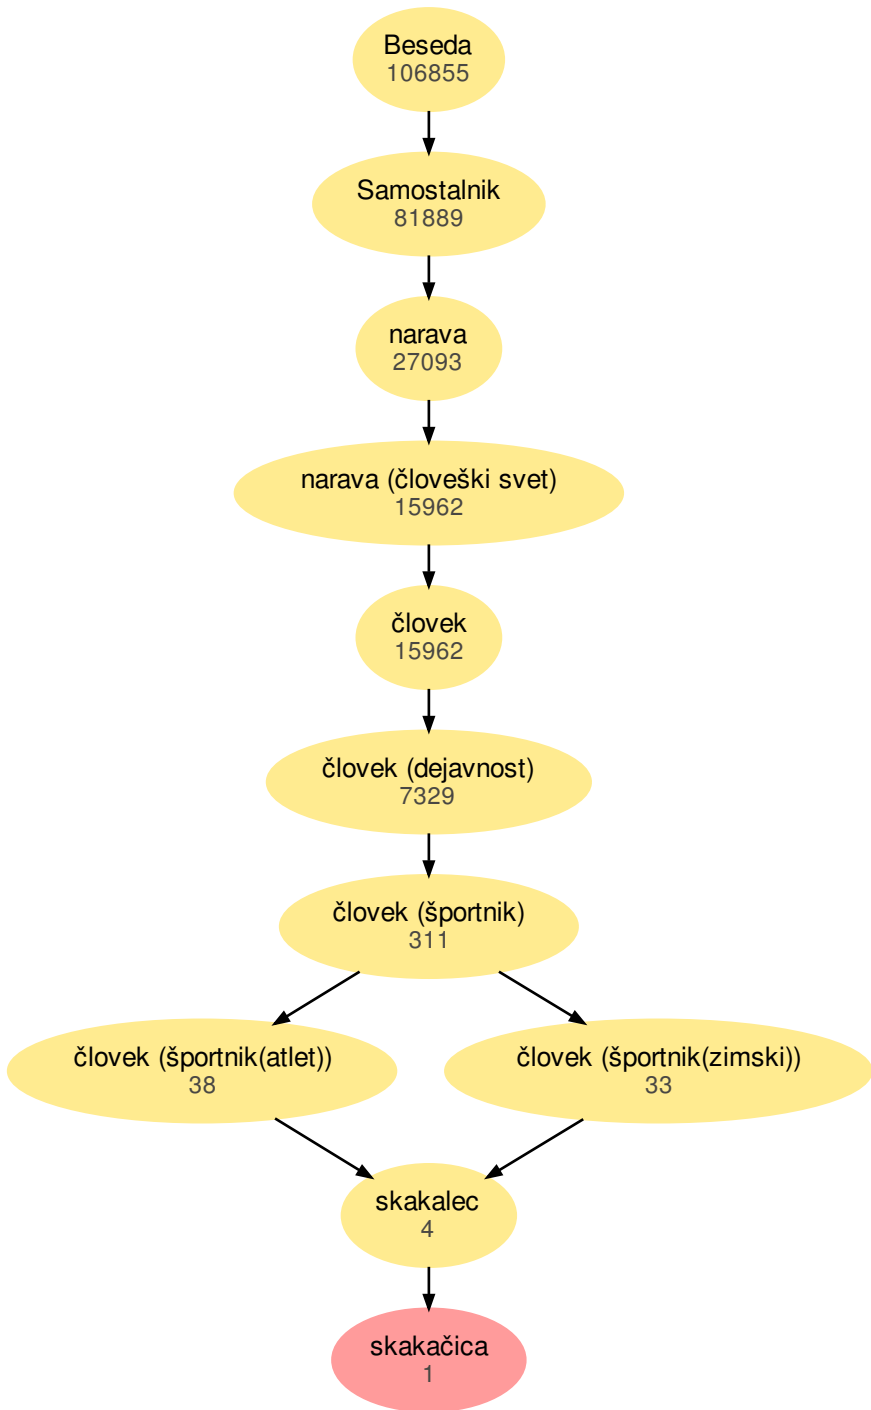 Beseda
106855
Samostalnik
81889
narava
27093
narava (človeški svet)
15962
človek
15962
človek (dejavnost)
7329
človek (športnik)
311
človek (športnik(atlet))
38
človek (športnik(zimski))
33
skakalec
4
skakačica
1